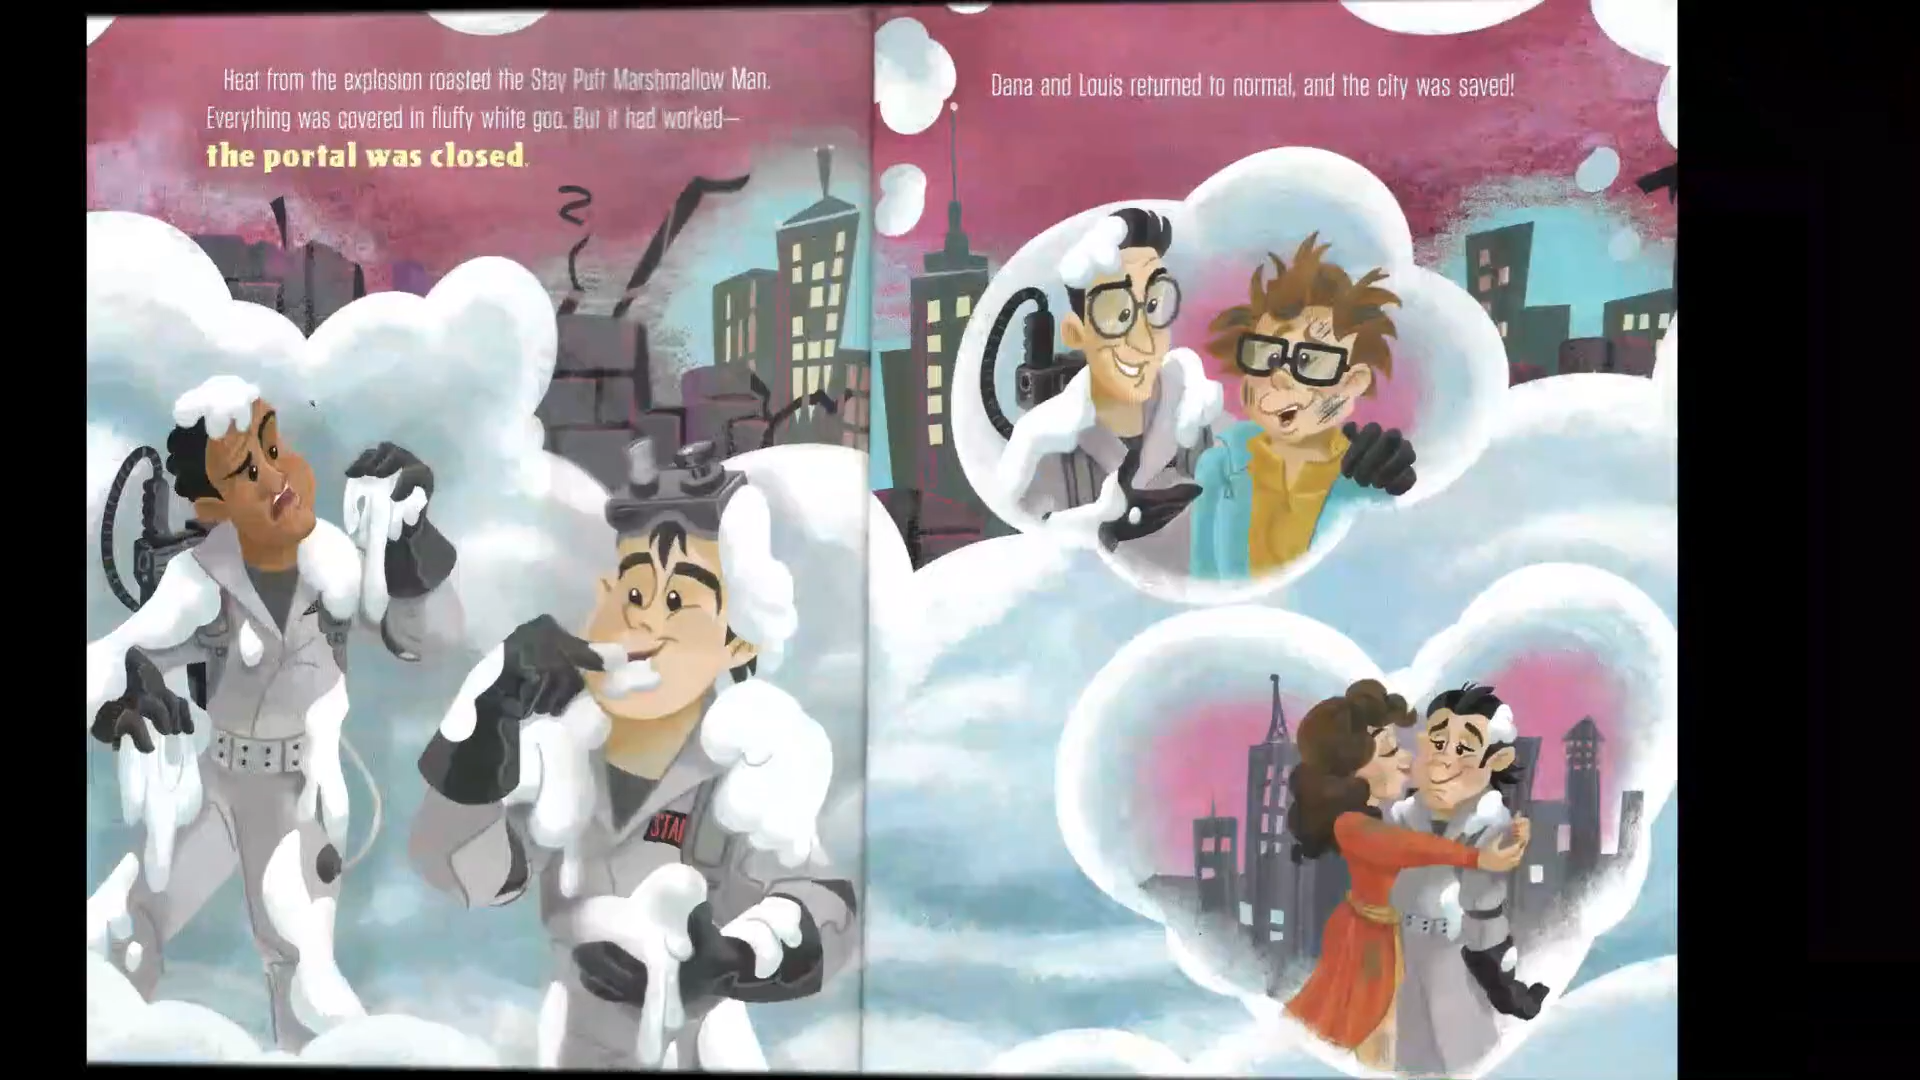 Heat from the explosion roasted the Stay Puft Marshmallow Man.
Everything was covered in fluffy white goo. But it had worked—
the portal was closed.
Dana and Louis returned to normal, and the city was saved!
STAN